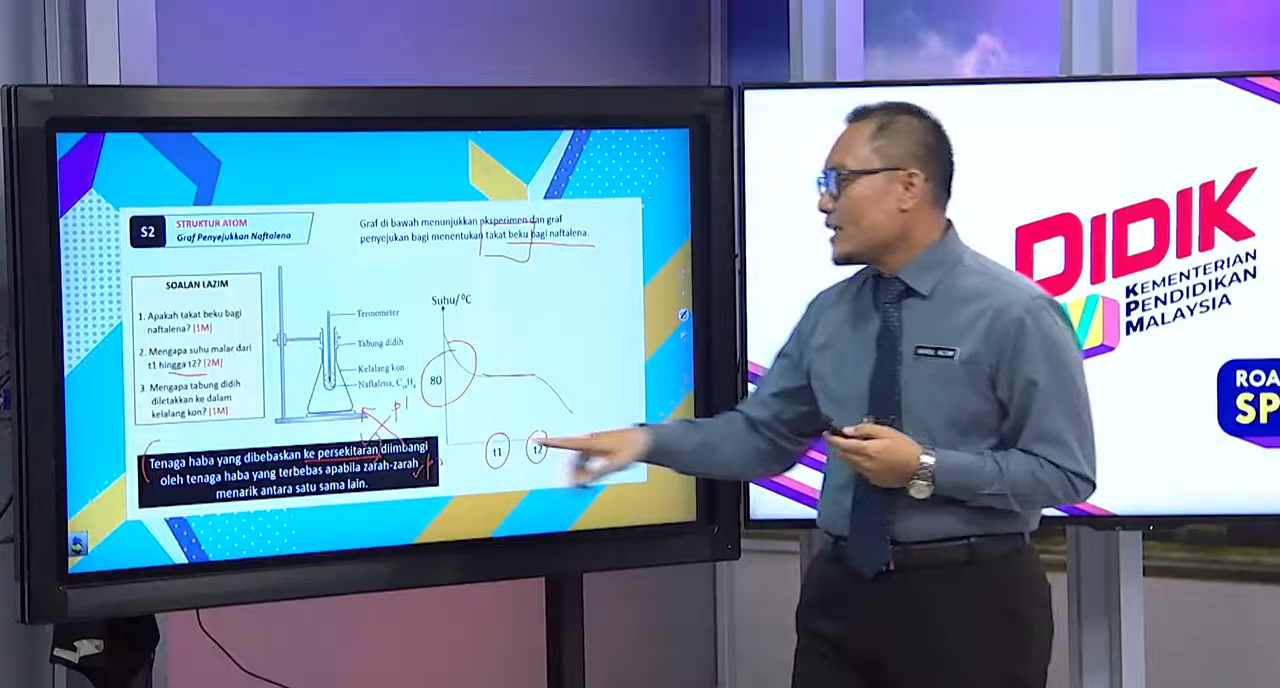 S2
STRUKTUR ATOM
Graf Penyejukkan Naftalena
Graf di bawah menunjukkan pksperimen dan graf
penyejukan bagi menentukan takat beku bagi naftalena.
SOALAN LAZIM
1. Apakah takat beku bagi
naftalena? [1M]
2. Mengapa suhu malar dari
t1 hingga t2? [2M]
3. Mengapa tabung didih
diletakkan ke dalam
kelalang kon? [1M]
Termometer
Tabung didih
Kelalang kon
Naftalena, C₁₀H₈
Suhu/⁰C
80
t1
t2
p1
Tenaga haba yang dibebaskan ke persekitaran diimbangi
oleh tenaga haba yang terbebas apabila zarah-zarah
menarik antara satu sama lain.
DIDIK
KEMENTERIAN
PENDIDIKAN
MALAYSIA
ROA
SP